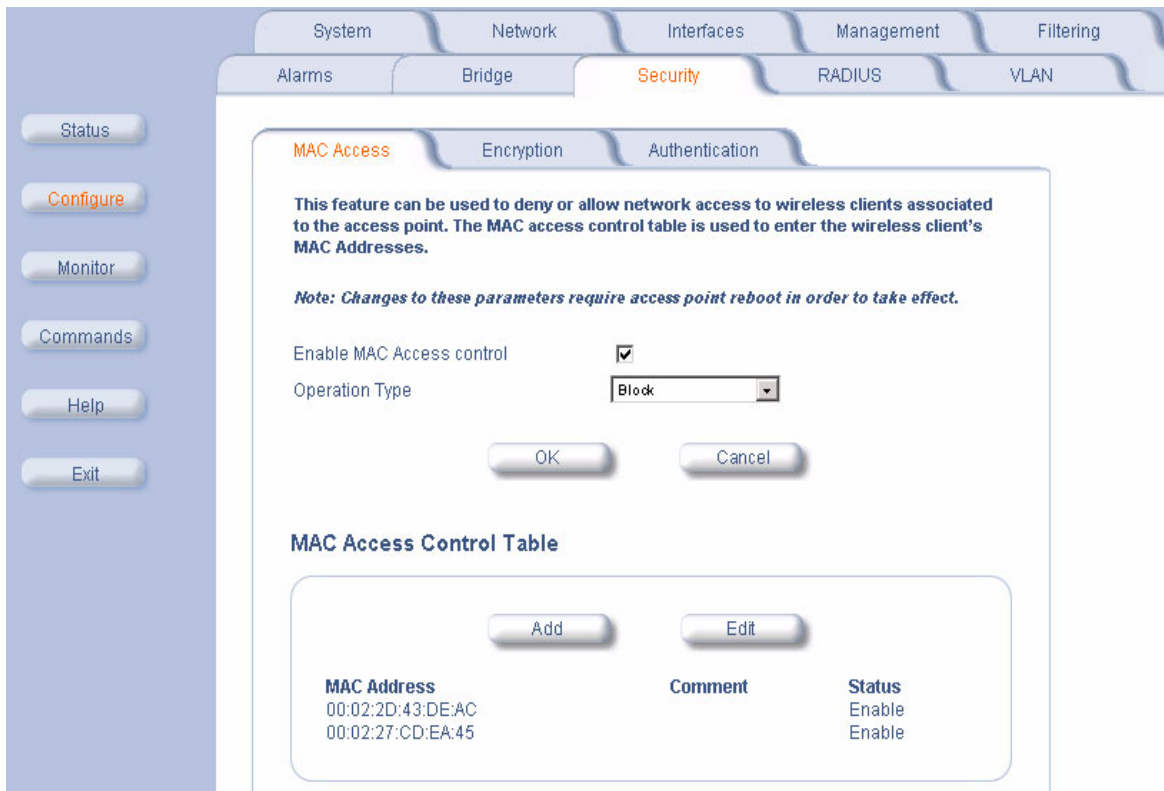 System Network Interfaces Management Filtering
Alarms Bridge Security RADIUS VLAN
Status
Configure
Monitor
Commands
Help
Exit
MAC Access Encryption Authentication
This feature can be used to deny or allow network access to wireless clients associated
to the access point. The MAC access control table is used to enter the wireless client's
MAC Addresses.
Note: Changes to these parameters require access point reboot in order to take effect.
Enable MAC Access control
Operation Type Block
OK Cancel
MAC Access Control Table
Add Edit
MAC Address Comment Status
00:02:2D:43:DE:AC Enable
00:02:27:CD:EA:45 Enable